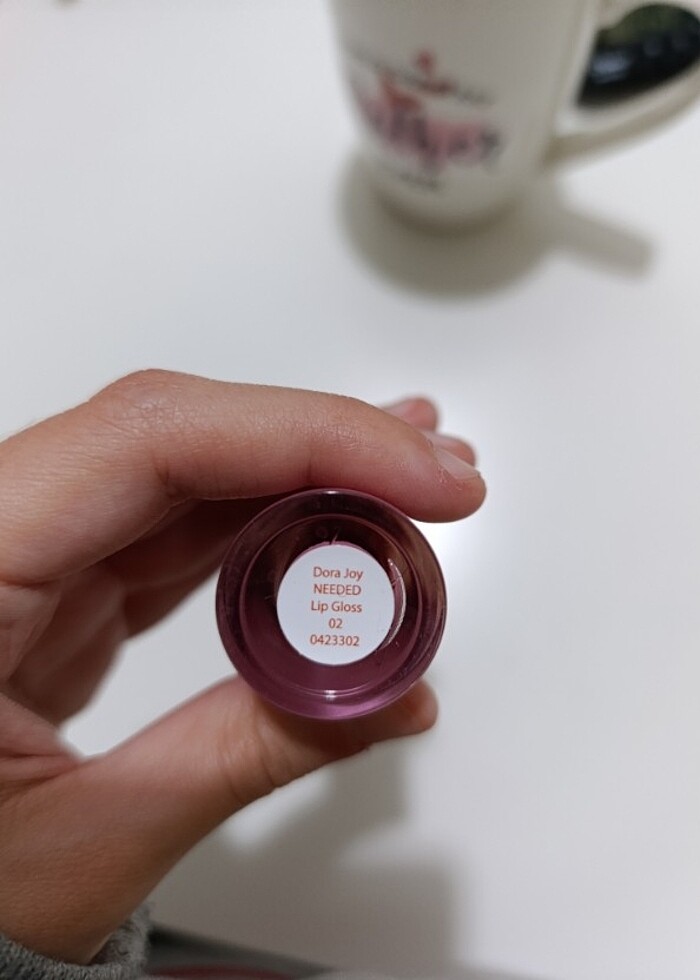 Dora Joy
NEEDED
Lip Gloss
02
0423302